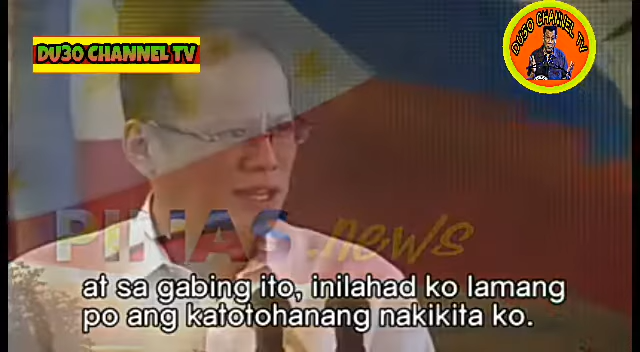 DU30 CHANNEL TV
DU30 CHANNEL TV
PINAS.news
at sa gabing ito, inilahad ko lamang
po ang katotohanang nakikita ko.